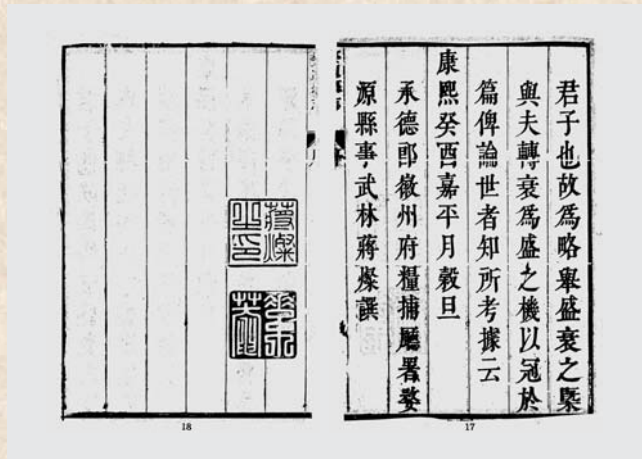 君子也故為略舉盛衰之槩
與夫轉衰為盛之機以冠於
篇俾論世者知所考據云
康熙癸酉嘉平月穀旦
承德郎徽州府糧捕廳署婺
源縣事武林蔣燦譔
17
蔣燦之印
18